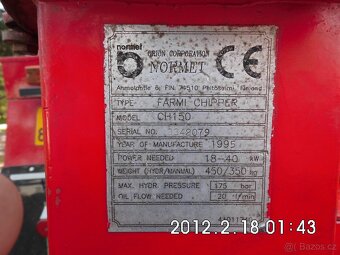 normet
ORION CORPORATION
NORMET
CE
TYPE FARMI CHIPPER
MODEL CH150
SERIAL NO.
YEAR OF MANUFACTURE 1995
POWER NEEDED 18-40 kW
WEIGHT (HYDR/MANUAL) 450/350 kg
MAX. HYDR. PRESSURE 175 bar
OIL FLOW NEEDED 20 l/min
2012.2.18 01:43